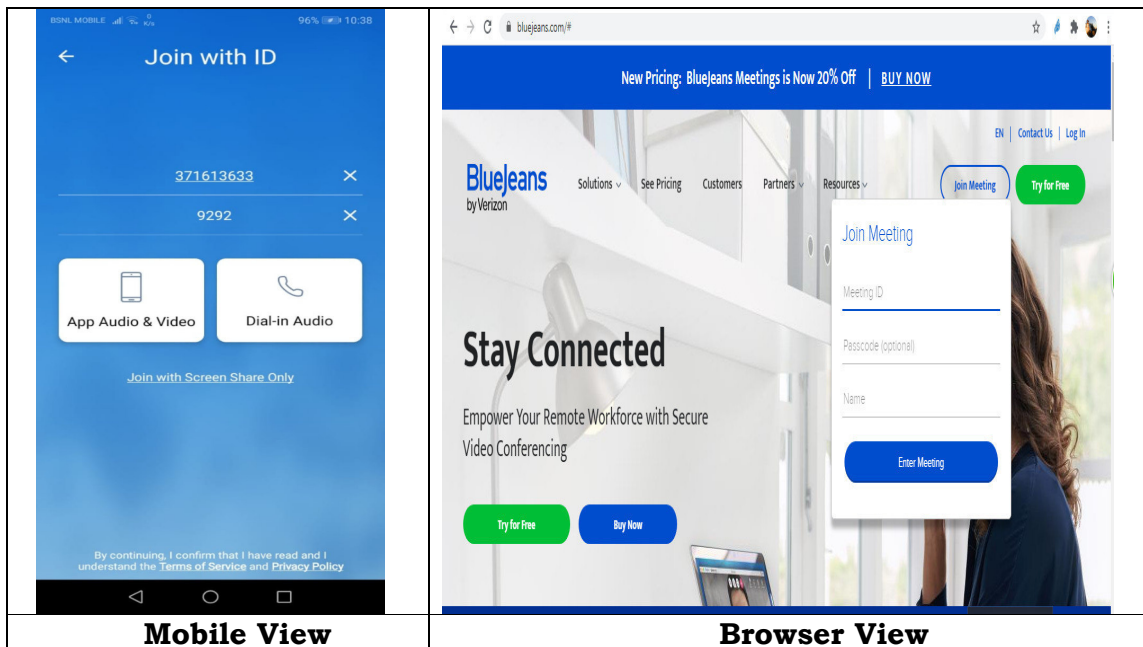 BSNL MOBILE 0 K/s 96% 10:38
Join with ID
371613633
9292
App Audio & Video Dial-in Audio
Join with Screen Share Only
By continuing, I confirm that I have read and I
understand the Terms of Service and Privacy Policy
Mobile View
bluejeans.com/#
New Pricing: BlueJeans Meetings is Now 20% Off | BUY NOW
EN | Contact Us | Log In
BlueJeans
by Verizon
Solutions See Pricing Customers Partners Resources Join Meeting Try for Free
Join Meeting
Meeting ID
Passcode (optional)
Name
Enter Meeting
Stay Connected
Empower Your Remote Workforce with Secure
Video Conferencing
Try for Free Buy Now
Browser View